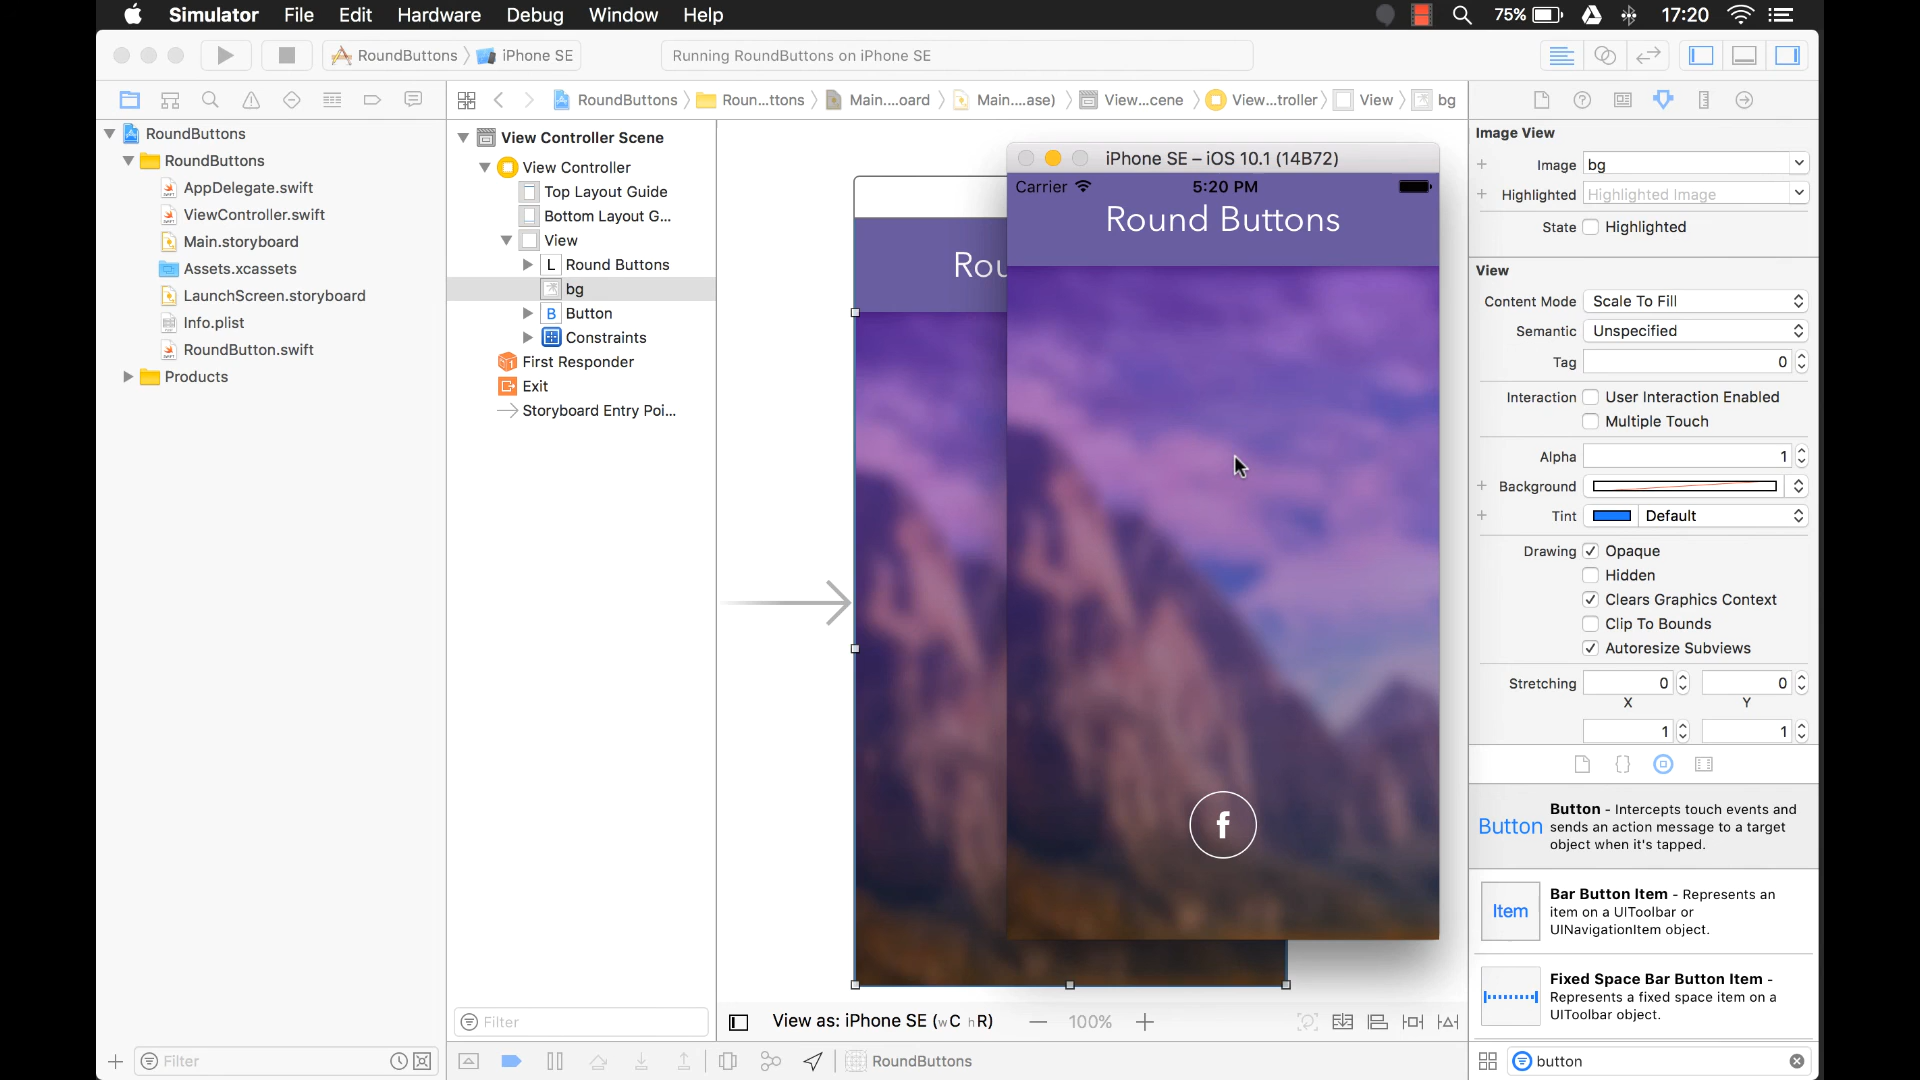 Simulator File Edit Hardware Debug Window Help 75% 17:20
RoundButtons iPhone SE Running RoundButtons on iPhone SE
RoundButtons Roun...ttons Main....oard Main....ase) View...cene View...troller View bg
RoundButtons
RoundButtons
AppDelegate.swift
ViewController.swift
Main.storyboard
Assets.xcassets
LaunchScreen.storyboard
Info.plist
RoundButton.swift
Products
Filter
View Controller Scene
View Controller
Top Layout Guide
Bottom Layout G...
View
L Round Buttons
bg
B Button
Constraints
First Responder
Exit
Storyboard Entry Poi...
Filter
Rou
iPhone SE – iOS 10.1 (14B72)
Carrier 5:20 PM
Round Buttons
f
View as: iPhone SE (wC hR) 100%
RoundButtons
Image View
Image bg
Highlighted Highlighted Image
State Highlighted
View
Content Mode Scale To Fill
Semantic Unspecified
Tag 0
Interaction User Interaction Enabled
Multiple Touch
Alpha 1
Background
Tint Default
Drawing Opaque
Hidden
Clears Graphics Context
Clip To Bounds
Autoresize Subviews
Stretching 0 0
X Y
1 1
Button Button - Intercepts touch events and
sends an action message to a target
object when it's tapped.
Item Bar Button Item - Represents an
item on a UIToolbar or
UINavigationItem object.
Fixed Space Bar Button Item -
Represents a fixed space item on a
UIToolbar object.
button